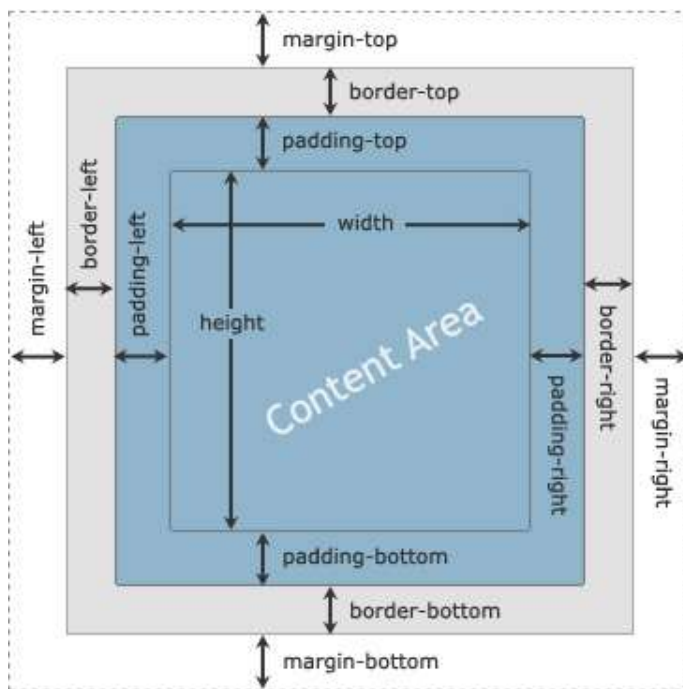 margin-top
border-top
padding-top
margin-left
border-left
padding-left
width
height
Content Area
padding-right
border-right
margin-right
padding-bottom
border-bottom
margin-bottom